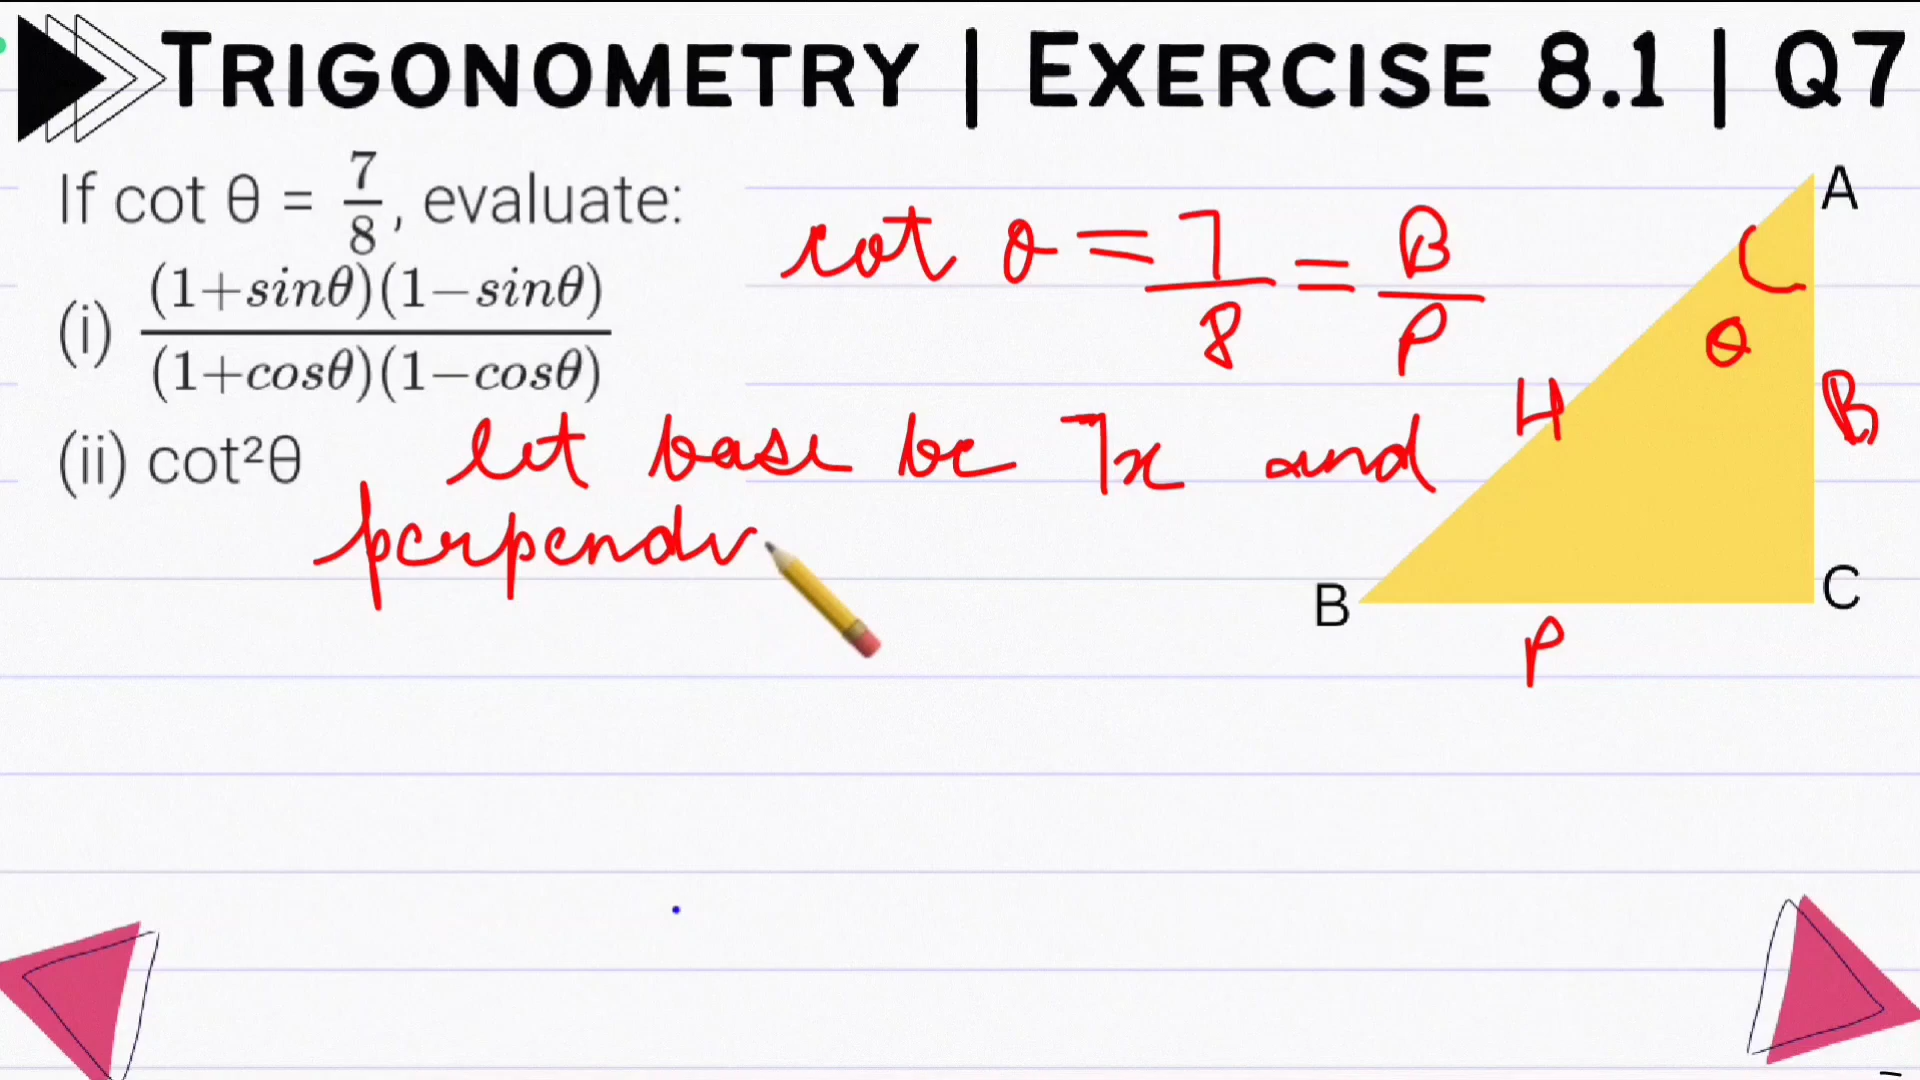 TRIGONOMETRY | EXERCISE 8.1 | Q7
If cot θ = 7/8, evaluate:
(i) (1+sinθ)(1−sinθ)/(1+cosθ)(1−cosθ)
(ii) cot²θ
cot θ = 7/8 = B/P
let base be 7x and
perpendi
A
θ
H
B
B
C
P